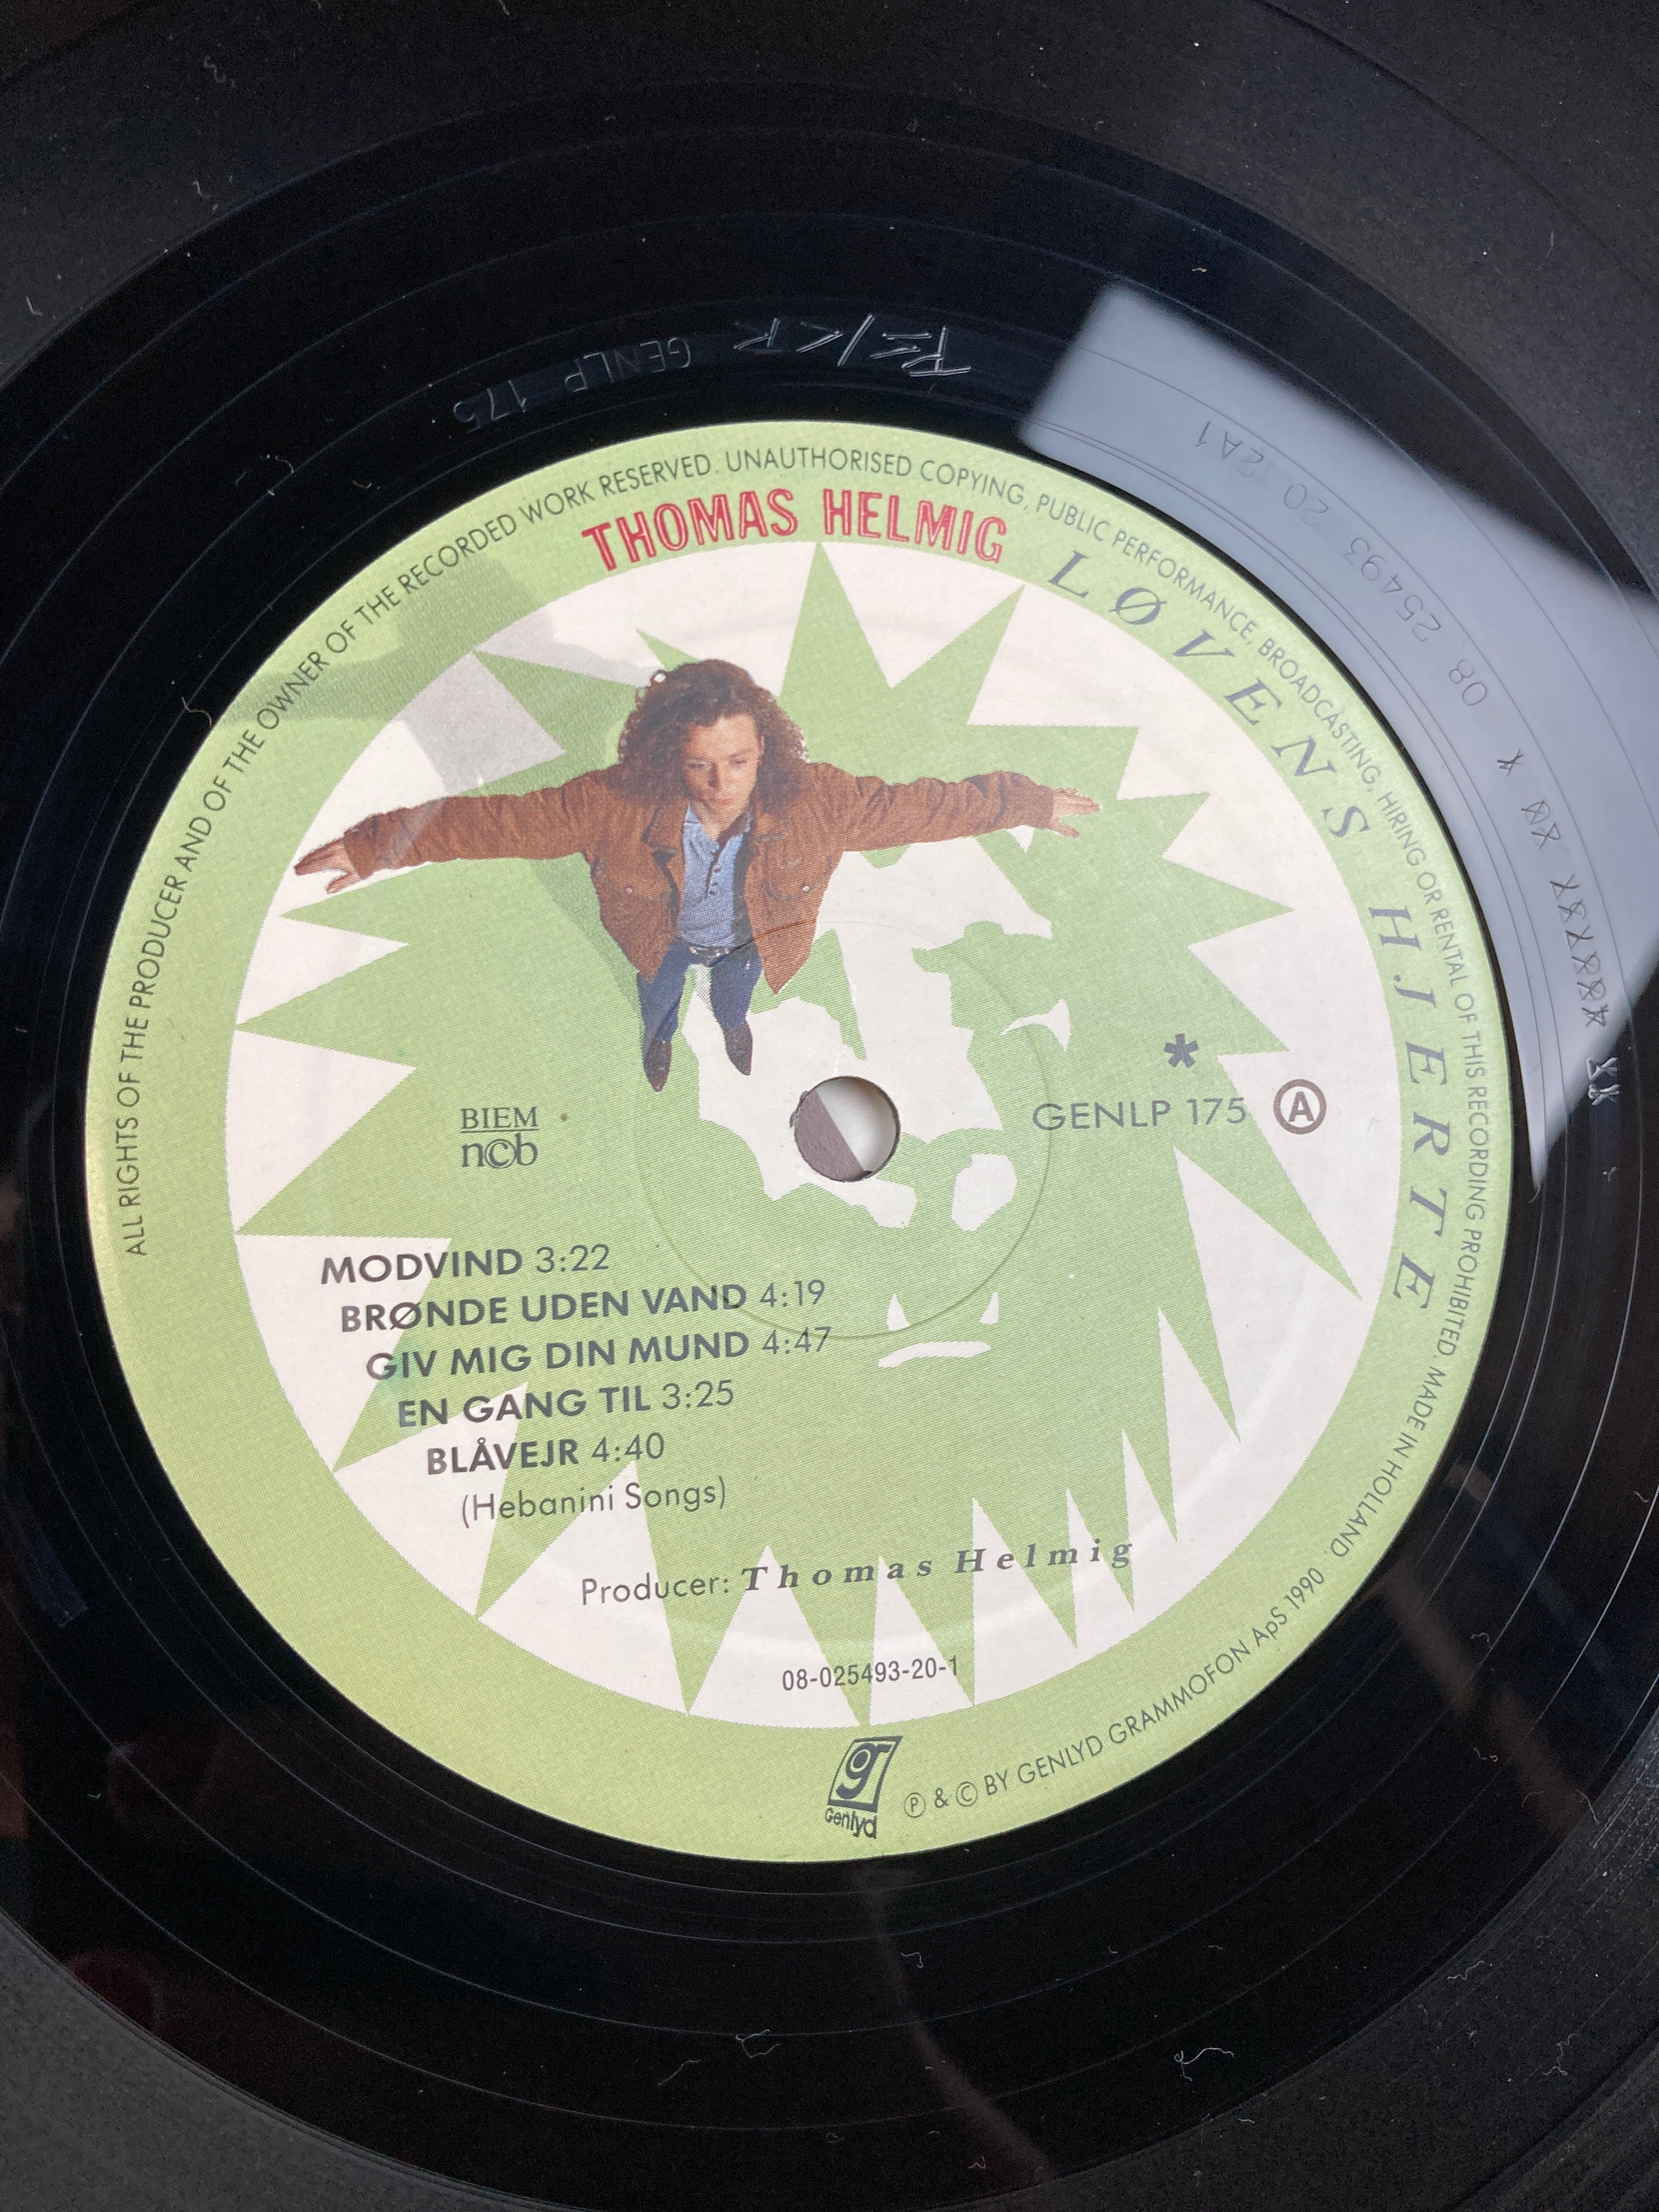 GENLP 175
08 25493 20 2A1
ALL RIGHTS OF THE PRODUCER AND OF THE OWNER OF THE RECORDED WORK RESERVED. UNAUTHORISED COPYING, PUBLIC PERFORMANCE, BROADCASTING, HIRING OR RENTAL OF THIS RECORDING PROHIBITED. MADE IN HOLLAND.
THOMAS HELMIG
LØVENS HJERTE
*
GENLP 175 Ⓐ
BIEM
n©b
MODVIND 3:22
BRØNDE UDEN VAND 4:19
GIV MIG DIN MUND 4:47
EN GANG TIL 3:25
BLÅVEJR 4:40
(Hebanini Songs)
Producer: Thomas Helmig
08-025493-20-1
g
Genlyd
℗ & © BY GENLYD GRAMMOFON ApS 1990